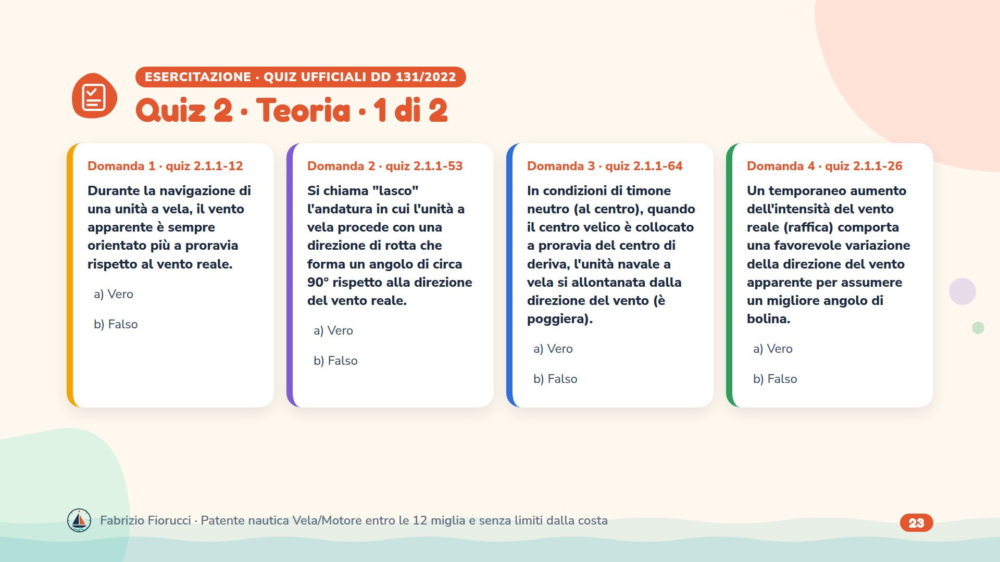 ESERCITAZIONE · QUIZ UFFICIALI DD 131/2022
Quiz 2 · Teoria · 1 di 2
Domanda 1 · quiz 2.1.1-12
Durante la navigazione di
una unità a vela, il vento
apparente è sempre
orientato più a proravia
rispetto al vento reale.
a) Vero
b) Falso
Domanda 2 · quiz 2.1.1-53
Si chiama "lasco"
l'andatura in cui l'unità a
vela procede con una
direzione di rotta che
forma un angolo di circa
90° rispetto alla direzione
del vento reale.
a) Vero
b) Falso
Domanda 3 · quiz 2.1.1-64
In condizioni di timone
neutro (al centro), quando
il centro velico è collocato
a proravia del centro di
deriva, l'unità navale a
vela si allontanata dalla
direzione del vento (è
poggiera).
a) Vero
b) Falso
Domanda 4 · quiz 2.1.1-26
Un temporaneo aumento
dell'intensità del vento
reale (raffica) comporta
una favorevole variazione
della direzione del vento
apparente per assumere
un migliore angolo di
bolina.
a) Vero
b) Falso
Fabrizio Fiorucci · Patente nautica Vela/Motore entro le 12 miglia e senza limiti dalla costa
23